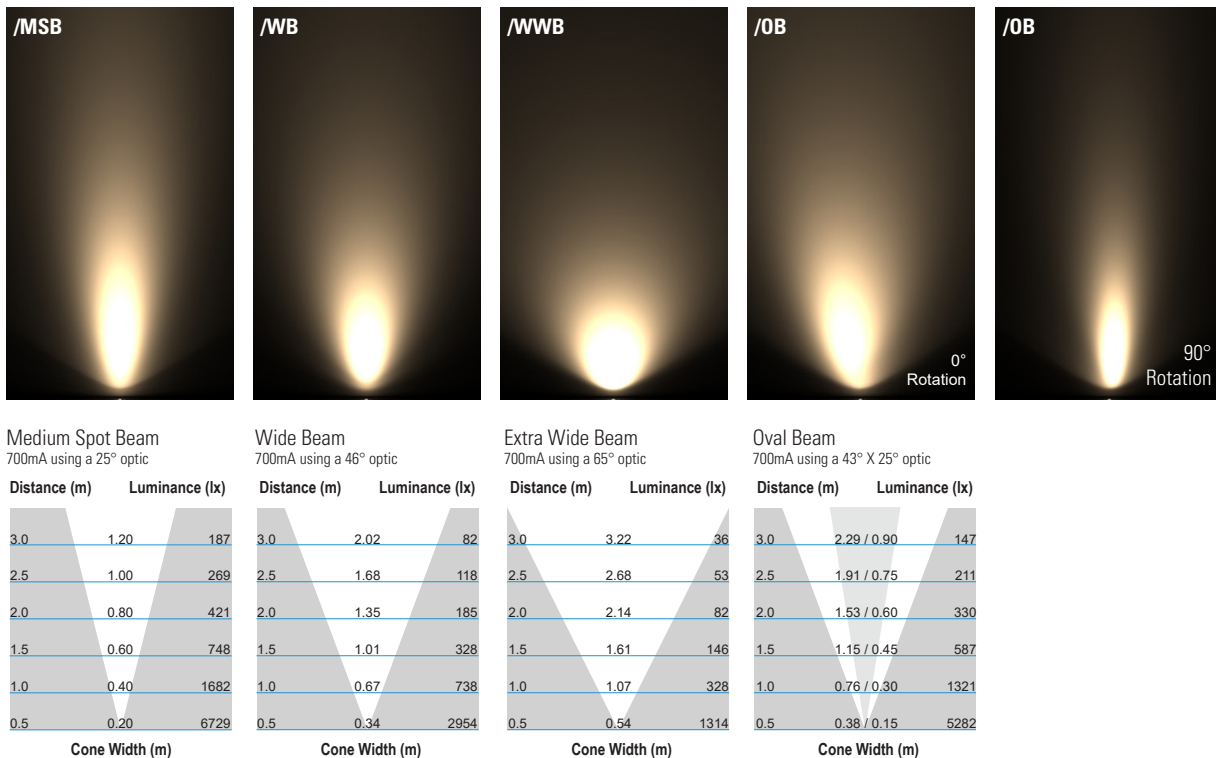 /MSB
/WB
/WWB
/OB
0°
Rotation
/OB
90°
Rotation
Medium Spot Beam
700mA using a 25° optic
Distance (m) Luminance (lx)
3.0 1.20 187
2.5 1.00 269
2.0 0.80 421
1.5 0.60 748
1.0 0.40 1682
0.5 0.20 6729
Cone Width (m)
Wide Beam
700mA using a 46° optic
Distance (m) Luminance (lx)
3.0 2.02 82
2.5 1.68 118
2.0 1.35 185
1.5 1.01 328
1.0 0.67 738
0.5 0.34 2954
Cone Width (m)
Extra Wide Beam
700mA using a 65° optic
Distance (m) Luminance (lx)
3.0 3.22 36
2.5 2.68 53
2.0 2.14 82
1.5 1.61 146
1.0 1.07 328
0.5 0.54 1314
Cone Width (m)
Oval Beam
700mA using a 43° X 25° optic
Distance (m) Luminance (lx)
3.0 2.29 / 0.90 147
2.5 1.91 / 0.75 211
2.0 1.53 / 0.60 330
1.5 1.15 / 0.45 587
1.0 0.76 / 0.30 1321
0.5 0.38 / 0.15 5282
Cone Width (m)